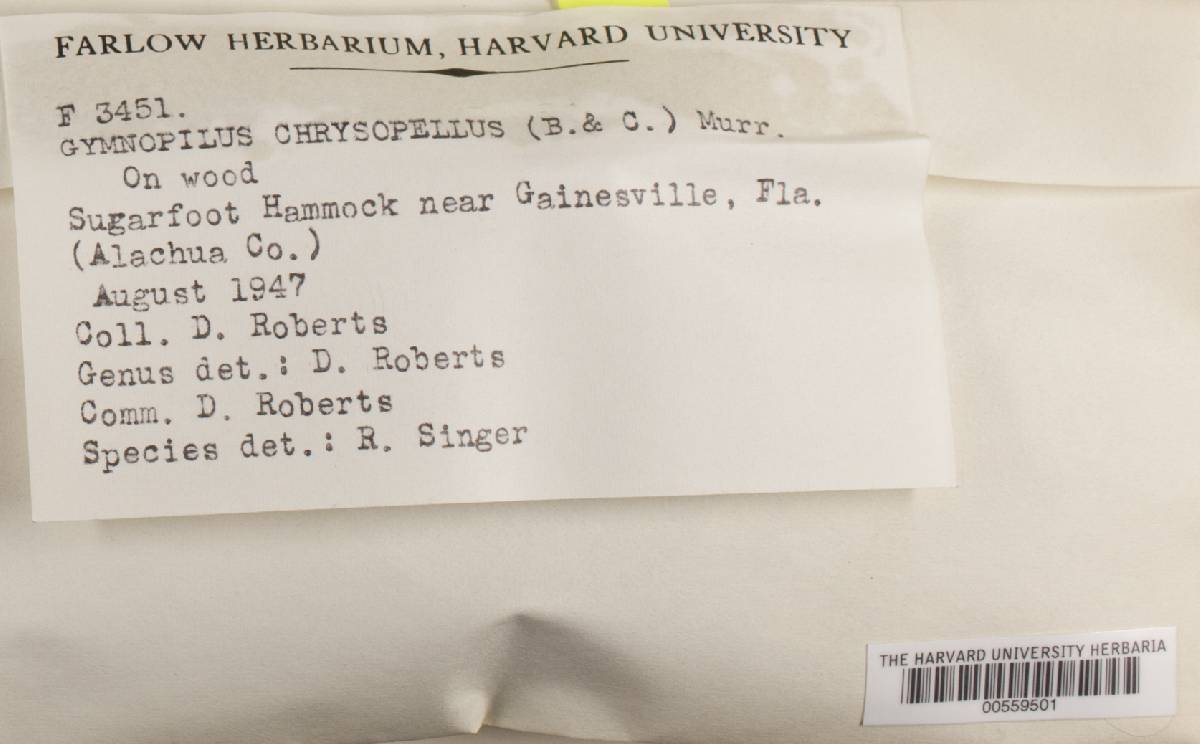 FARLOW HERBARIUM, HARVARD UNIVERSITY
F 3451.
GYMNOPILUS CHRYSOPELLUS (B.& C.) Murr.
On wood
Sugarfoot Hammock near Gainesville, Fla.
(Alachua Co.)
August 1947
Coll. D. Roberts
Genus det.: D. Roberts
Comm. D. Roberts
Species det.: R. Singer
THE HARVARD UNIVERSITY HERBARIA
00559501